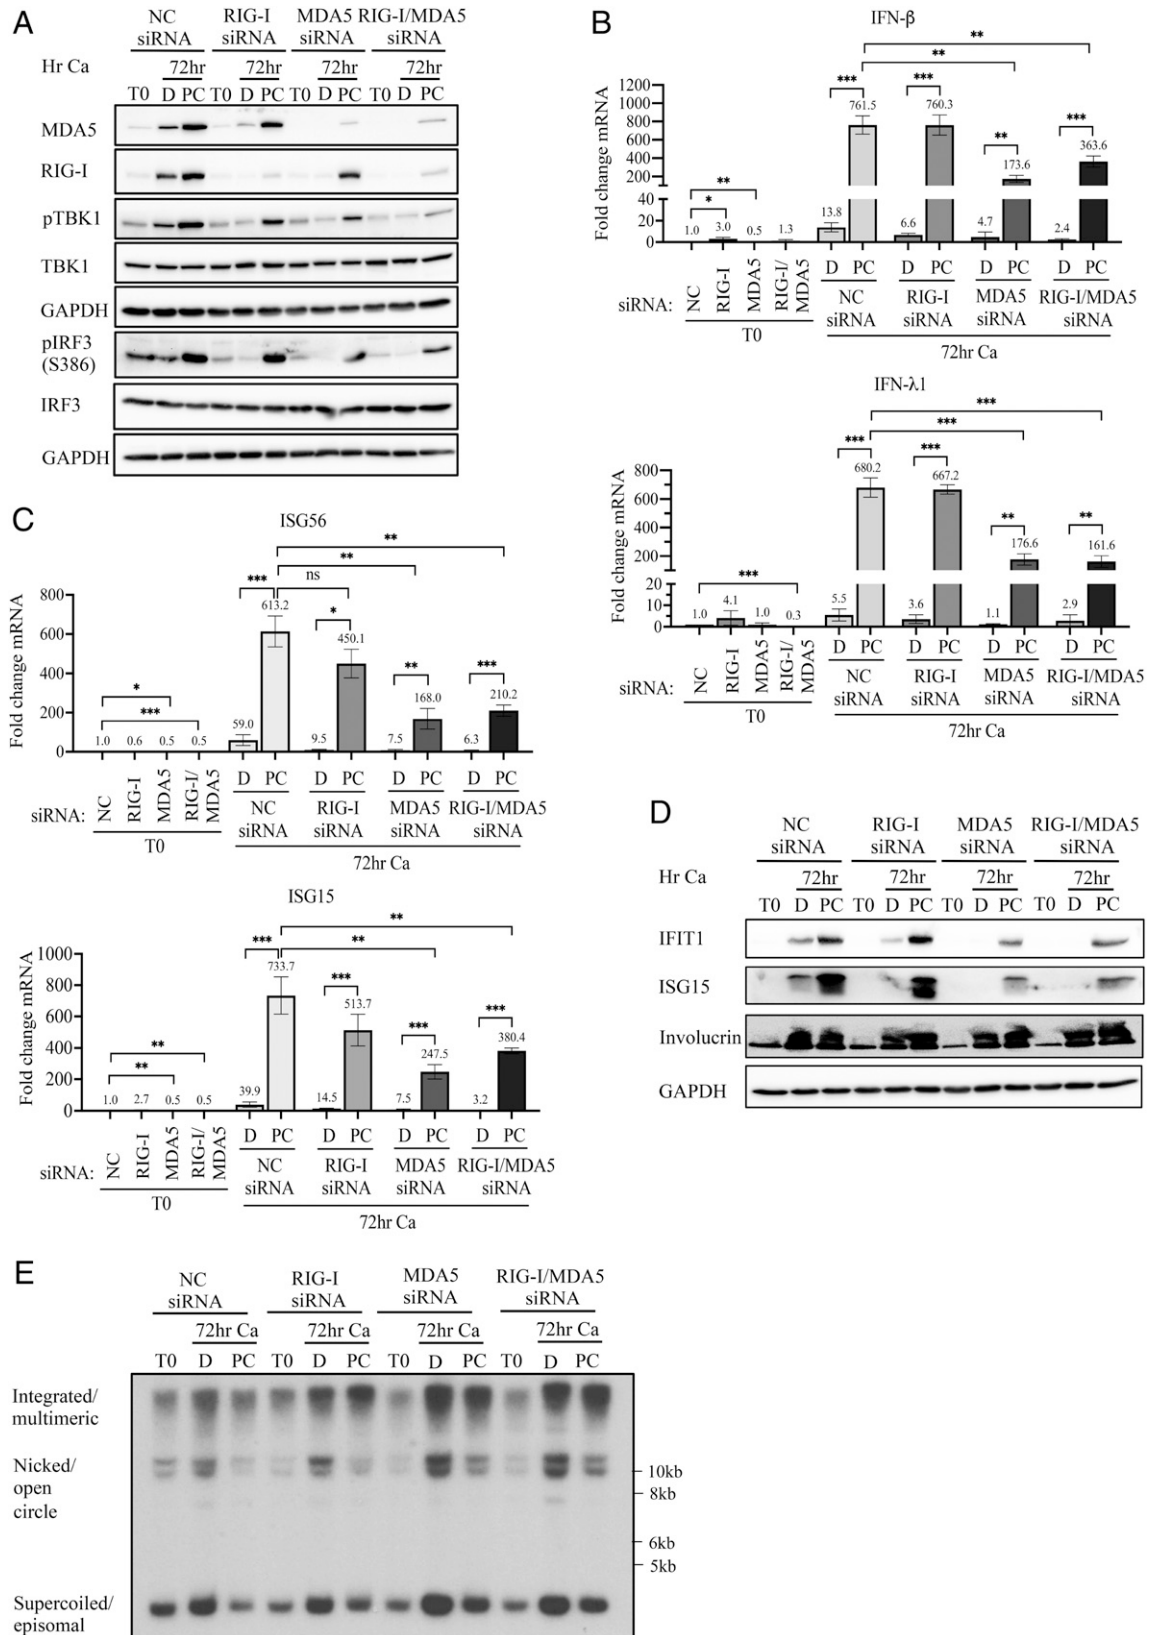 A
NC RIG-I MDA5 RIG-I/MDA5
siRNA siRNA siRNA siRNA
Hr Ca 72hr 72hr 72hr 72hr
T0 D PC T0 D PC T0 D PC T0 D PC
MDA5
RIG-I
pTBK1
TBK1
GAPDH
pIRF3
(S386)
IRF3
GAPDH
B
IFN-β
**
**
*** *** ** ***
Fold change mRNA
1200
1000
800
600
400
200
40
20
0
761.5 760.3 173.6 363.6
** *
1.0 3.0 0.5 1.3 13.8 6.6 4.7 2.4
siRNA: NC RIG-I MDA5 RIG-I/MDA5
T0
D PC D PC D PC D PC
NC RIG-I MDA5 RIG-I/MDA5
siRNA siRNA siRNA siRNA
72hr Ca
IFN-λ1
***
***
*** *** ** **
Fold change mRNA
800
600
400
200
20
10
0
680.2 667.2 176.6 161.6
***
1.0 4.1 1.0 0.3 5.5 3.6 1.1 2.9
siRNA: NC RIG-I MDA5 RIG-I/MDA5
T0
D PC D PC D PC D PC
NC RIG-I MDA5 RIG-I/MDA5
siRNA siRNA siRNA siRNA
72hr Ca
C
ISG56
**
**
ns
*** * ** ***
Fold change mRNA
800
600
400
200
0
613.2 450.1 168.0 210.2
*
***
1.0 0.6 0.5 0.5 59.0 9.5 7.5 6.3
siRNA: NC RIG-I MDA5 RIG-I/MDA5
T0
D PC D PC D PC D PC
NC RIG-I MDA5 RIG-I/MDA5
siRNA siRNA siRNA siRNA
72hr Ca
ISG15
**
**
*** *** *** ***
Fold change mRNA
1000
800
600
400
200
0
733.7 513.7 247.5 380.4
**
**
1.0 2.7 0.5 0.5 39.9 14.5 7.5 3.2
siRNA: NC RIG-I MDA5 RIG-I/MDA5
T0
D PC D PC D PC D PC
NC RIG-I MDA5 RIG-I/MDA5
siRNA siRNA siRNA siRNA
72hr Ca
D
NC RIG-I MDA5 RIG-I/MDA5
siRNA siRNA siRNA siRNA
Hr Ca 72hr 72hr 72hr 72hr
T0 D PC T0 D PC T0 D PC T0 D PC
IFIT1
ISG15
Involucrin
GAPDH
E
NC RIG-I MDA5 RIG-I/MDA5
siRNA siRNA siRNA siRNA
72hr Ca 72hr Ca 72hr Ca 72hr Ca
T0 D PC T0 D PC T0 D PC T0 D PC
Integrated/
multimeric
Nicked/
open
circle
10kb
8kb
6kb
5kb
Supercoiled/
episomal